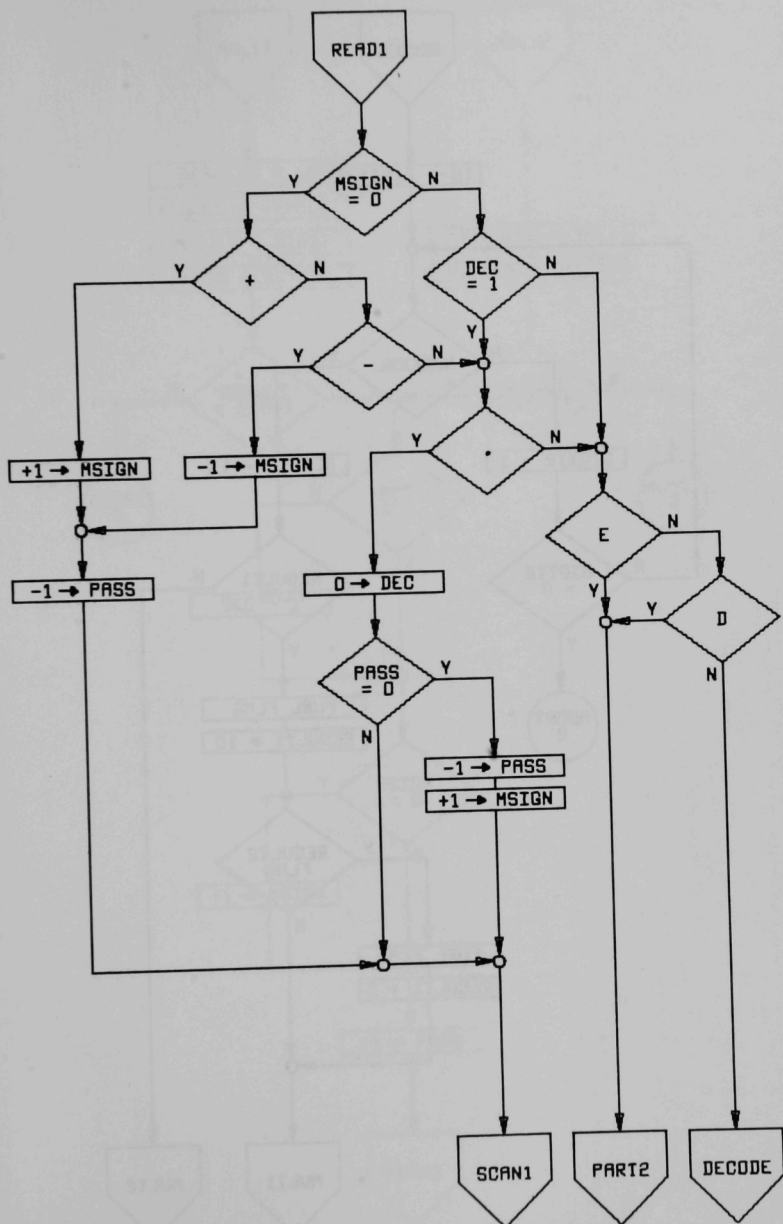 READ1
MSIGN
= 0
Y
N
+
Y
N
DEC
= 1
N
Y
-
Y
N
.
Y
N
+1 → MSIGN
-1 → MSIGN
E
N
Y
-1 → PASS
0 → DEC
D
Y
N
PASS
= 0
Y
N
-1 → PASS
+1 → MSIGN
SCAN1
PART2
DECODE